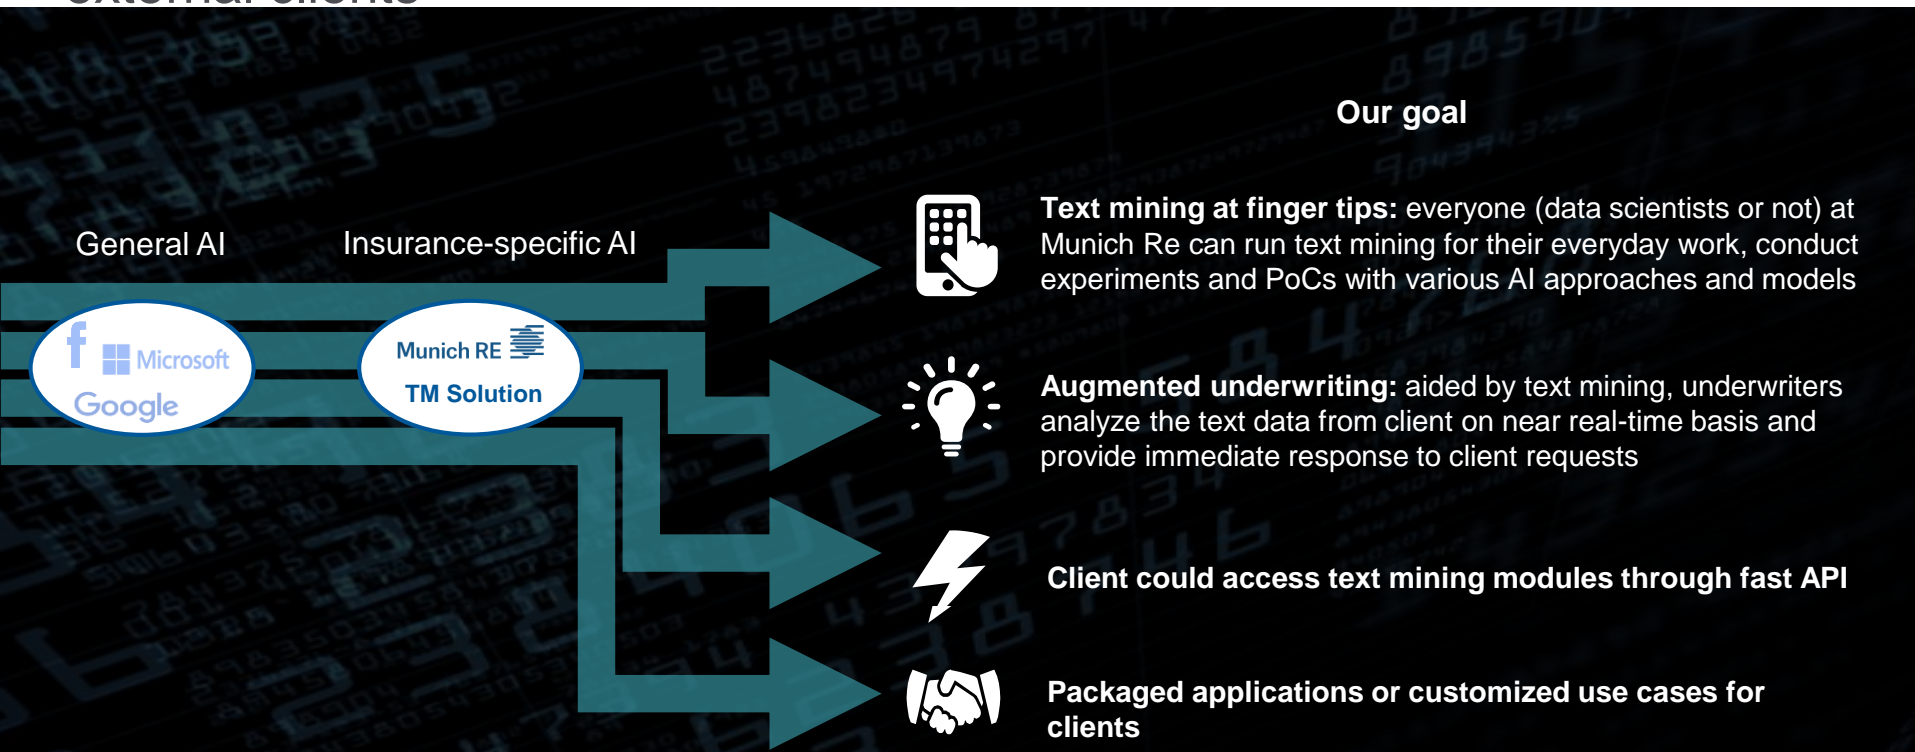 external clients
Our goal
General AI
Insurance-specific AI
f
Microsoft
Google
Munich RE
TM Solution
Text mining at finger tips: everyone (data scientists or not) at
Munich Re can run text mining for their everyday work, conduct
experiments and PoCs with various AI approaches and models
Augmented underwriting: aided by text mining, underwriters
analyze the text data from client on near real-time basis and
provide immediate response to client requests
Client could access text mining modules through fast API
Packaged applications or customized use cases for
clients